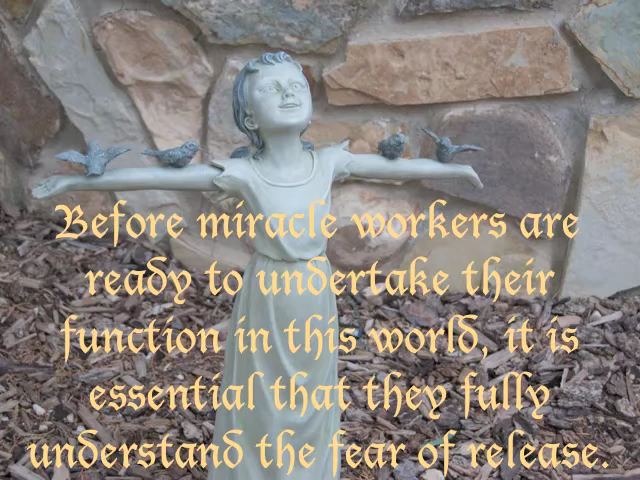 Before miracle workers are
ready to undertake their
function in this world, it is
essential that they fully
understand the fear of release.